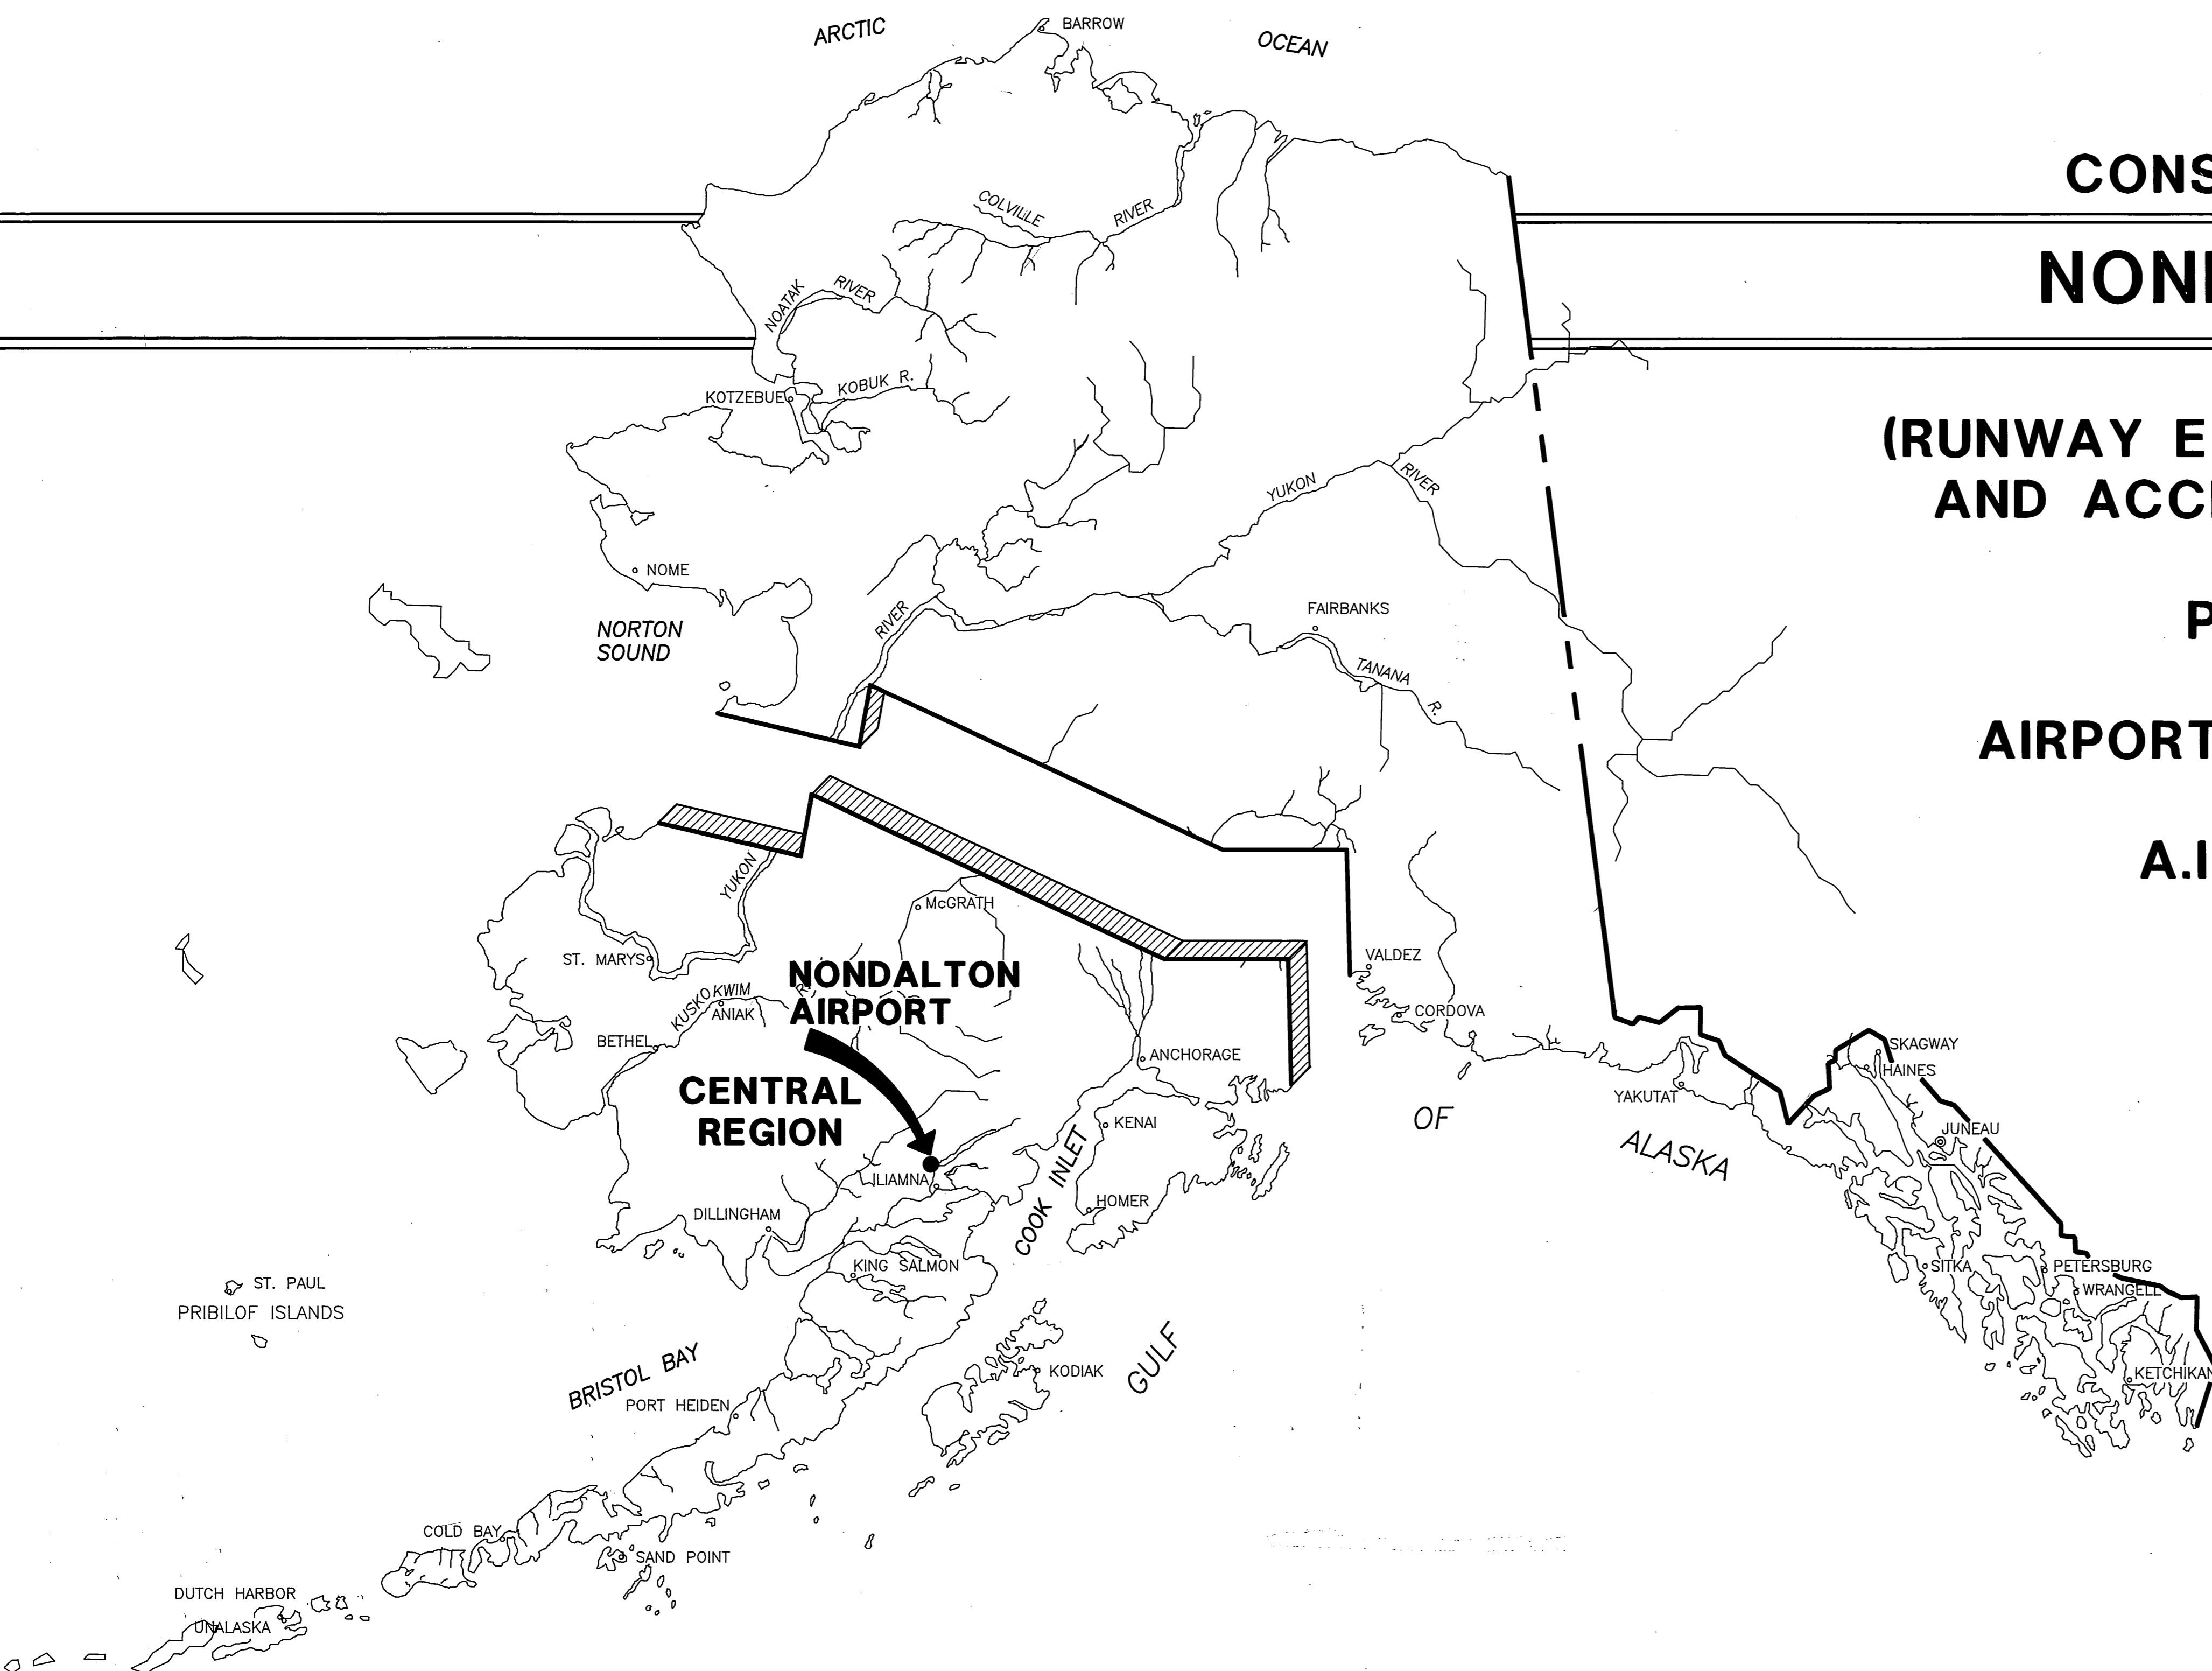 ARCTIC
OCEAN
BARROW
CONS
NOND
(RUNWAY E
AND ACC
P
AIRPORT
A.I
COLVILLE RIVER
NOATAK RIVER
KOBUK R.
KOTZEBUE
YUKON RIVER
NOME
NORTON
SOUND
RIVER
FAIRBANKS
TANANA R.
YUKON
McGRATH
ST. MARYS
NONDALTON
AIRPORT
KUSKOKWIM R.
ANIAK
BETHEL
VALDEZ
CORDOVA
ANCHORAGE
CENTRAL
REGION
KENAI
COOK INLET
HOMER
ILIAMNA
DILLINGHAM
KING SALMON
GULF
OF
ALASKA
YAKUTAT
SKAGWAY
HAINES
JUNEAU
SITKA
PETERSBURG
WRANGELL
KETCHIKAN
ST. PAUL
PRIBILOF ISLANDS
BRISTOL BAY
PORT HEIDEN
KODIAK
COLD BAY
SAND POINT
DUTCH HARBOR
UNALASKA